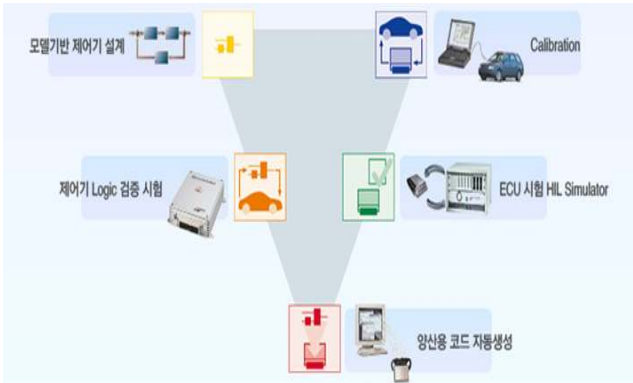 모델기반 제어기 설계
Calibration
제어기 Logic 검증 시험
ECU 시험 HIL Simulator
양산용 코드 자동생성